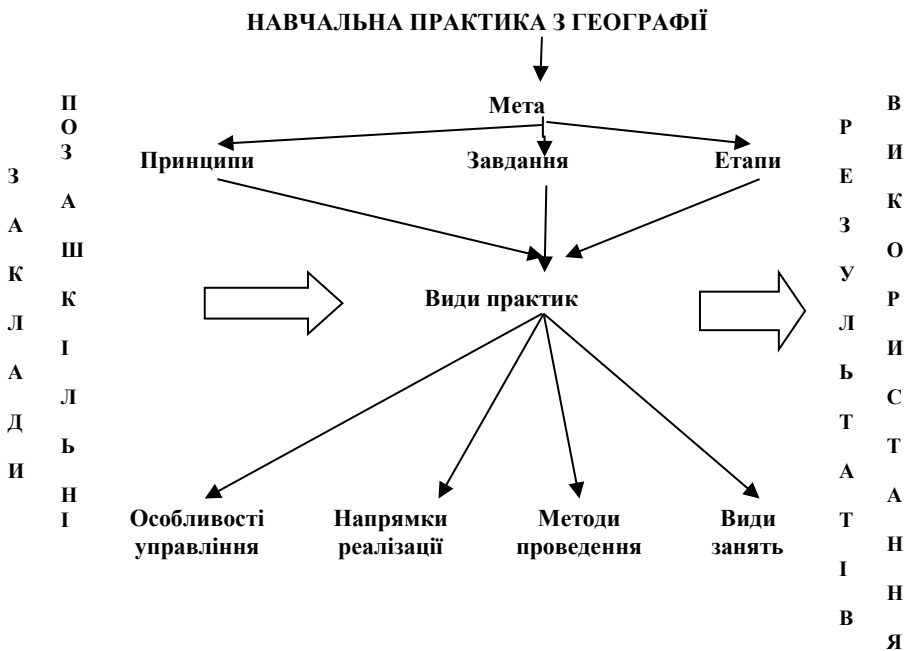 НАВЧАЛЬНА ПРАКТИКА З ГЕОГРАФІЇ
ЗАКЛАДИ
ПОЗАШКІЛЬНІ
Мета
Принципи
Завдання
Етапи
Види практик
Особливості
управління
Напрямки
реалізації
Методи
проведення
Види
занять
РЕЗУЛЬТАТІВ
ВИКОРИСТАННЯ